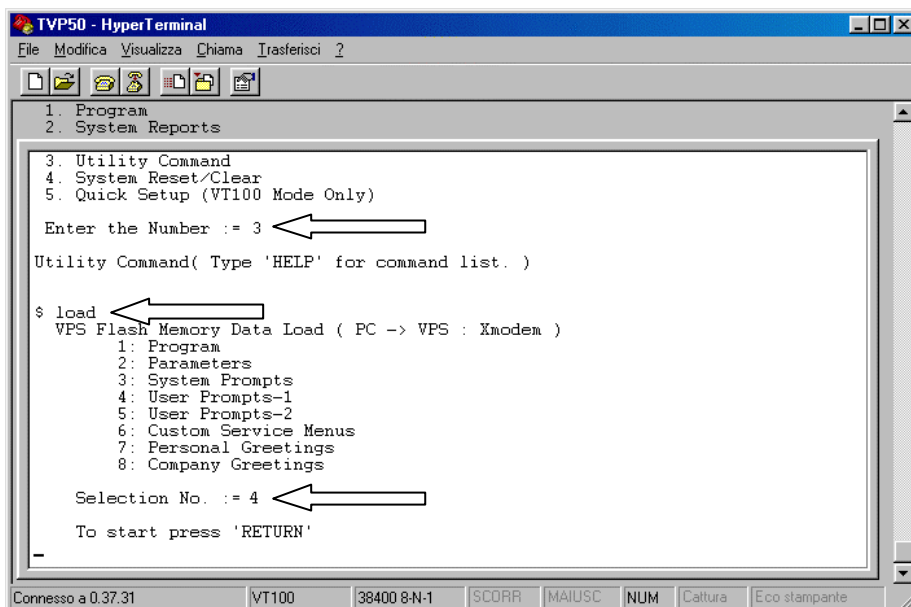 TVP50 - HyperTerminal
File Modifica Visualizza Chiama Trasferisci ?
1. Program
2. System Reports
3. Utility Command
4. System Reset/Clear
5. Quick Setup (VT100 Mode Only)
Enter the Number := 3
Utility Command( Type 'HELP' for command list. )
$ load
VPS Flash Memory Data Load ( PC -> VPS : Xmodem )
1: Program
2: Parameters
3: System Prompts
4: User Prompts-1
5: User Prompts-2
6: Custom Service Menus
7: Personal Greetings
8: Company Greetings
Selection No. := 4
To start press 'RETURN'
Connesso a 0.37.31 VT100 38400 8-N-1 SCORR MAIUSC NUM Cattura Eco stampante